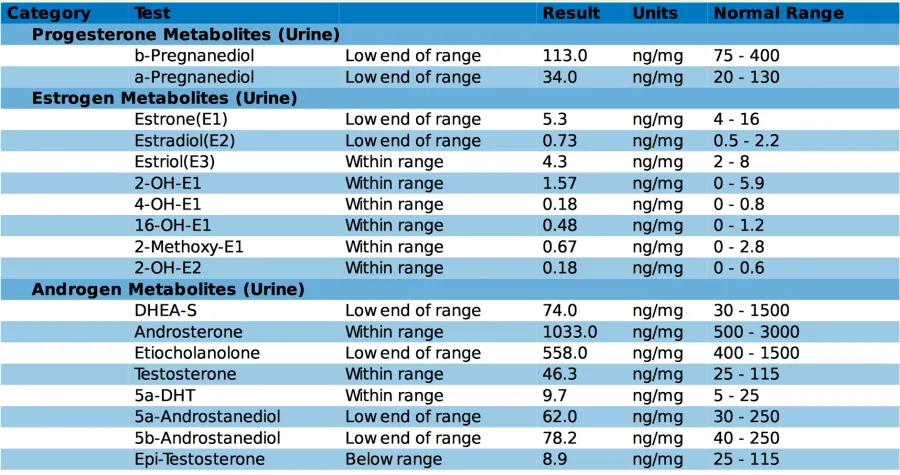 Category Test Result Units Normal Range
Progesterone Metabolites (Urine)
b-Pregnanediol Low end of range 113.0 ng/mg 75 - 400
a-Pregnanediol Low end of range 34.0 ng/mg 20 - 130
Estrogen Metabolites (Urine)
Estrone(E1) Low end of range 5.3 ng/mg 4 - 16
Estradiol(E2) Low end of range 0.73 ng/mg 0.5 - 2.2
Estriol(E3) Within range 4.3 ng/mg 2 - 8
2-OH-E1 Within range 1.57 ng/mg 0 - 5.9
4-OH-E1 Within range 0.18 ng/mg 0 - 0.8
16-OH-E1 Within range 0.48 ng/mg 0 - 1.2
2-Methoxy-E1 Within range 0.67 ng/mg 0 - 2.8
2-OH-E2 Within range 0.18 ng/mg 0 - 0.6
Androgen Metabolites (Urine)
DHEA-S Low end of range 74.0 ng/mg 30 - 1500
Androsterone Within range 1033.0 ng/mg 500 - 3000
Etiocholanolone Low end of range 558.0 ng/mg 400 - 1500
Testosterone Within range 46.3 ng/mg 25 - 115
5a-DHT Within range 9.7 ng/mg 5 - 25
5a-Androstanediol Low end of range 62.0 ng/mg 30 - 250
5b-Androstanediol Low end of range 78.2 ng/mg 40 - 250
Epi-Testosterone Below range 8.9 ng/mg 25 - 115